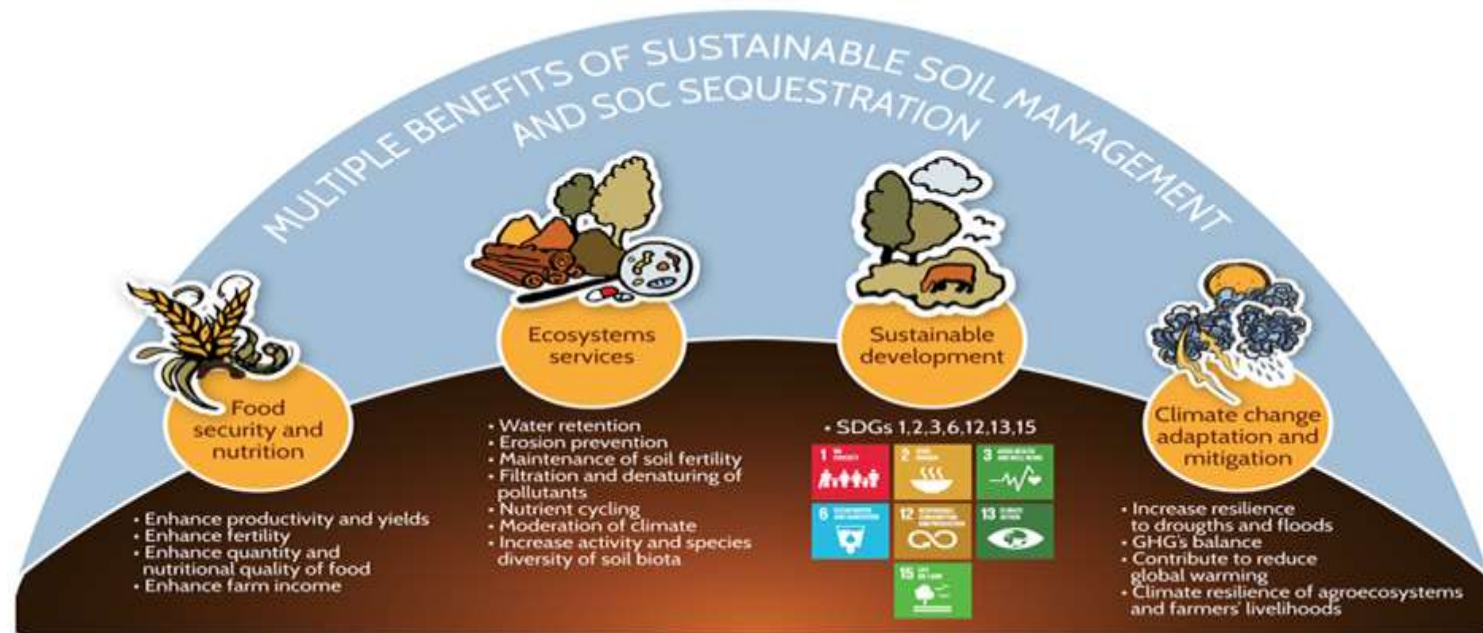 MULTIPLE BENEFITS OF SUSTAINABLE SOIL MANAGEMENT
AND SOC SEQUESTRATION
Food
security and
nutrition
• Enhance productivity and yields
• Enhance fertility
• Enhance quantity and
nutritional quality of food
• Enhance farm income
Ecosystems
services
• Water retention
• Erosion prevention
• Maintenance of soil fertility
• Filtration and denaturing of
pollutants
• Nutrient cycling
• Moderation of climate
• Increase activity and species
diversity of soil biota
Sustainable
development
• SDGs 1,2,3,6,12,13,15
1
2
3
6
12
13
15
Climate change
adaptation and
mitigation
• Increase resilience
to drougths and floods
• GHG's balance
• Contribute to reduce
global warming
• Climate resilience of agroecosystems
and farmers' livelihoods